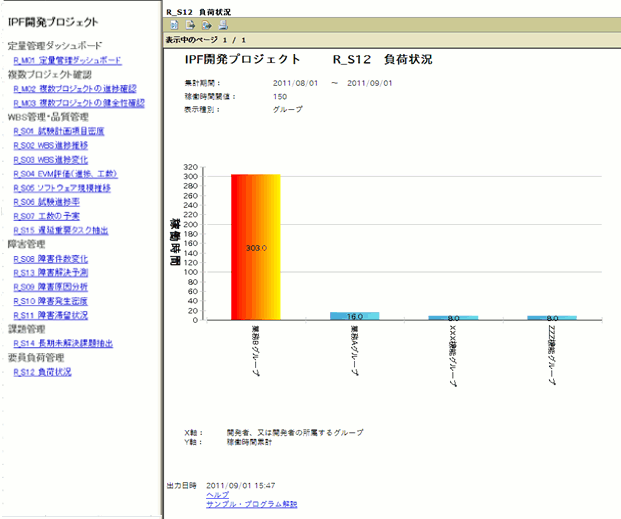 IPF開発プロジェクト
定量管理ダッシュボード
R_M01 定量管理ダッシュボード
複数プロジェクト確認
R_M02 複数プロジェクトの進捗確認
R_M03 複数プロジェクトの健全性確認
WBS管理・品質管理
R_S01 試験計画項目密度
R_S02 WBS進捗推移
R_S03 WBS進捗変化
R_S04 EVM評価(進捗、工数)
R_S05 ソフトウェア規模推移
R_S06 試験進捗率
R_S07 工数の予実
R_S15 遅延重要タスク抽出
障害管理
R_S08 障害件数変化
R_S13 障害解決予測
R_S09 障害原因分析
R_S10 障害発生密度
R_S11 障害滞留状況
課題管理
R_S14 長期未解決課題抽出
要員負荷管理
R_S12 負荷状況
R_S12 負荷状況
表示中のページ 1 / 1
IPF開発プロジェクト R_S12 負荷状況
集計期間: 2011/08/01 ～ 2011/09/01
稼働時間閾値: 150
表示種別: グループ
320
300
280
260
240
220
200
180
160
140
120
100
80
60
40
20
0
稼働時間
303.0
16.0
8.0
8.0
業務Bグループ
業務Aグループ
XXX機能グループ
ZZZ機能グループ
X軸: 開発者、又は開発者の所属するグループ
Y軸: 稼働時間累計
出力日時 2011/09/01 15:47
ヘルプ
サンプル・プログラム解説